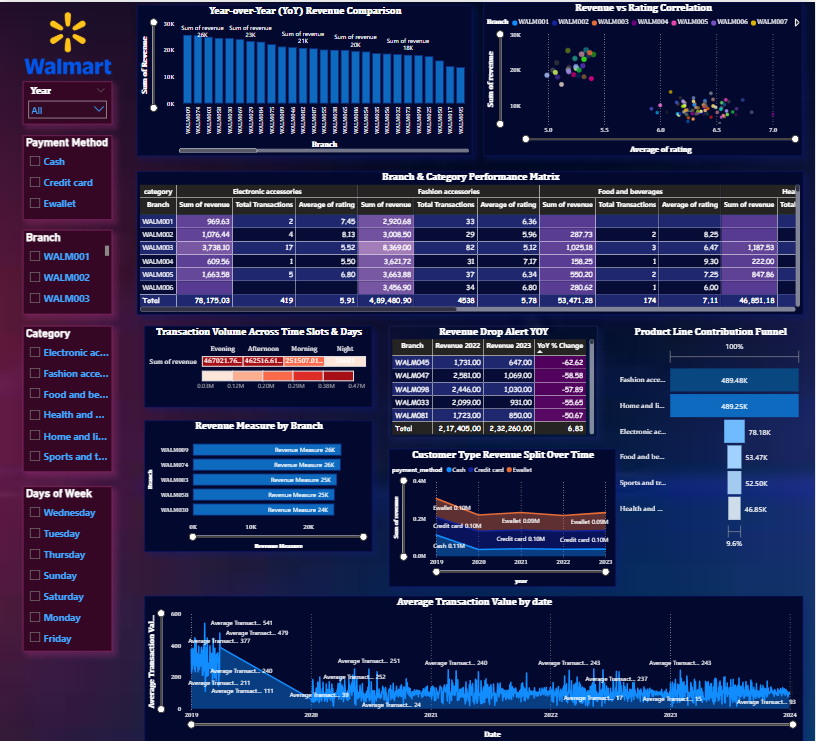 Walmart
Year
All
Payment Method
Cash
Credit card
Ewallet
Branch
WALM001
WALM002
WALM003
Category
Electronic ac...
Fashion acce...
Food and be...
Health and ...
Home and li...
Sports and t...
Days of Week
Wednesday
Tuesday
Thursday
Sunday
Saturday
Monday
Friday
Year-over-Year (YoY) Revenue Comparison
Sum of Revenue
30K
20K
10K
0K
Sum of revenue 26K
Sum of revenue 23K
Sum of revenue 21K
Sum of revenue 20K
Sum of revenue 18K
Branch
Revenue vs Rating Correlation
Branch WALM001 WALM002 WALM003 WALM004 WALM005 WALM006 WALM07
Sum of revenue
30K
20K
10K
5.0 5.5 6.0 6.5 7.0
Average of rating
Branch & Category Performance Matrix
category Electronic accessories Fashion accessories Food and beverages Hea
Branch Sum of revenue Total Transactions Average of rating Sum of revenue Total Transactions Average of rating Sum of revenue Total Transactions Average of rating Sum of revenue Total
WALM001 969.63 2 7.45 2,920.68 33 6.36
WALM002 1,076.44 4 8.13 3,008.50 29 5.96 287.73 2 8.25
WALM003 3,738.10 17 5.52 8,369.00 82 5.12 1,025.18 3 6.47 1,187.53
WALM004 609.56 1 5.50 3,621.72 31 7.17 158.25 1 9.30 222.00
WALM005 1,663.58 5 6.80 3,663.88 37 6.34 550.20 2 7.25 847.86
WALM006 3,456.90 34 6.80 280.62 1 6.00
Total 78,175.03 419 5.91 4,89,480.90 4538 5.78 53,471.28 174 7.11 46,851.18
Transaction Volume Across Time Slots & Days
Evening Afternoon Morning Night
Sum of revenue 467021.76... 462516.61... 251507.01...
0.03M 0.12M 0.20M 0.29M 0.38M 0.47M
Revenue Drop Alert YOY
Branch Revenue 2022 Revenue 2023 YoY % Change
WALM045 1,731.00 647.00 -62.62
WALM047 2,581.00 1,069.00 -58.58
WALM098 2,446.00 1,030.00 -57.89
WALM033 2,099.00 931.00 -55.65
WALM081 1,723.00 850.00 -50.67
Total 2,17,405.00 2,32,260.00 6.83
Product Line Contribution Funnel
100%
Fashion acce... 489.48K
Home and li... 489.25K
Electronic ac... 78.18K
Food and be... 53.47K
Sports and tr... 52.50K
Health and ... 46.85K
9.6%
Revenue Measure by Branch
Branch
WALM009 Revenue Measure 26K
WALM074 Revenue Measure 26K
WALM003 Revenue Measure 25K
WALM058 Revenue Measure 25K
WALM030 Revenue Measure 24K
0K 10K 20K
Revenue Measure
Customer Type Revenue Split Over Time
payment_method Cash Credit card Ewallet
Sum of revenue
0.4M
0.2M
0.0M
Ewallet 0.10M
Ewallet 0.09M
Ewallet 0.09M
Credit card 0.10M
Credit card 0.10M
Credit card 0.10M
Cash 0.11M
2019 2020 2021 2022 2023
year
Average Transaction Value by date
Average Transaction Val...
600
400
200
0
Average Transact... 541
Average Transact... 479
Average Transact... 377
Average Transact... 240
Average Transact... 211
Average Transact... 111
Average Transact... 251
Average Transact... 252
Average Transact... 38
Average Transact... 24
Average Transact... 240
Average Transact... 243
Average Transact... 237
Average Transact... 17
Average Transact... 243
Average Transact... 15
Average Transact... 93
2019 2020 2021 2022 2023 2024
Date